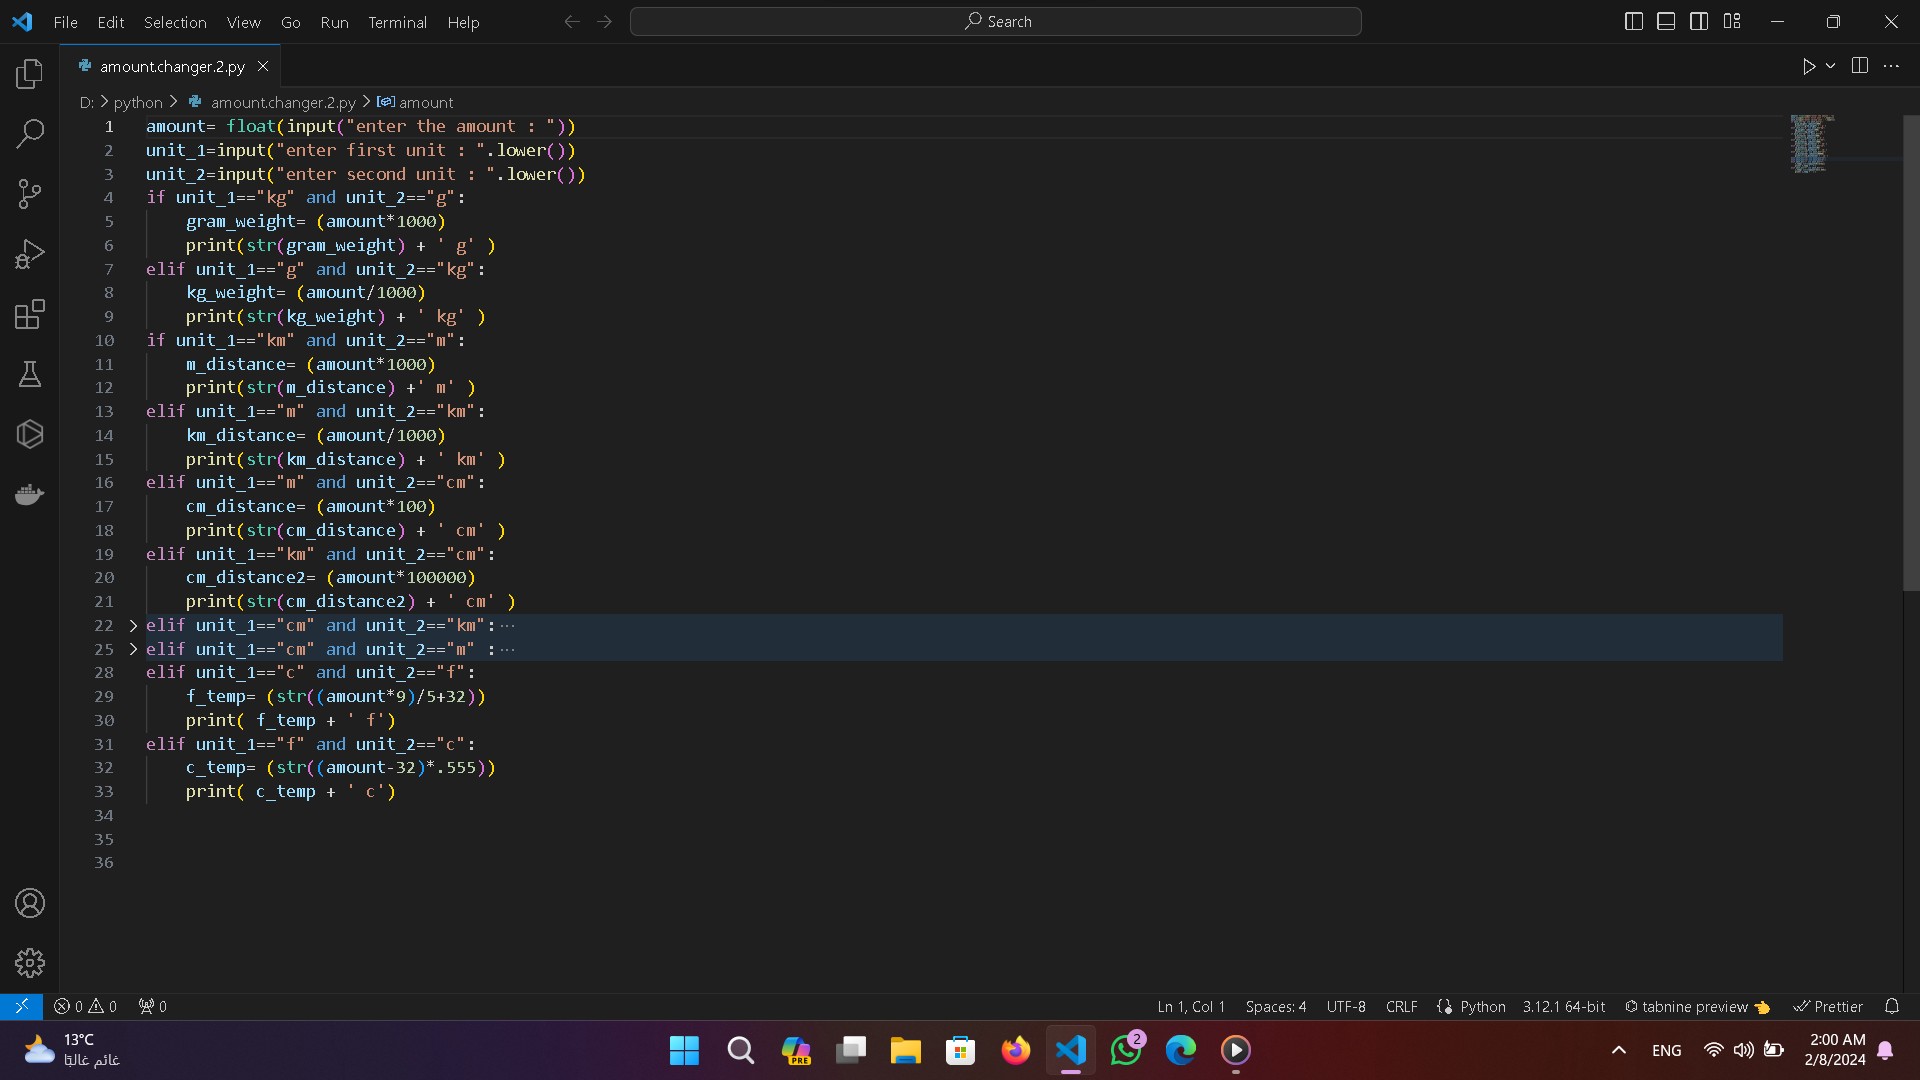 File Edit Selection View Go Run Terminal Help
Search
amount.changer.2.py
D: > python > amount.changer.2.py > amount
1 amount= float(input("enter the amount : "))
2 unit_1=input("enter first unit : ".lower())
3 unit_2=input("enter second unit : ".lower())
4 if unit_1=="kg" and unit_2=="g":
5 gram_weight= (amount*1000)
6 print(str(gram_weight) + ' g' )
7 elif unit_1=="g" and unit_2=="kg":
8 kg_weight= (amount/1000)
9 print(str(kg_weight) + ' kg' )
10 if unit_1=="km" and unit_2=="m":
11 m_distance= (amount*1000)
12 print(str(m_distance) +' m' )
13 elif unit_1=="m" and unit_2=="km":
14 km_distance= (amount/1000)
15 print(str(km_distance) + ' km' )
16 elif unit_1=="m" and unit_2=="cm":
17 cm_distance= (amount*100)
18 print(str(cm_distance) + ' cm' )
19 elif unit_1=="km" and unit_2=="cm":
20 cm_distance2= (amount*100000)
21 print(str(cm_distance2) + ' cm' )
22 elif unit_1=="cm" and unit_2=="km":···
25 elif unit_1=="cm" and unit_2=="m" :···
28 elif unit_1=="c" and unit_2=="f":
29 f_temp= (str((amount*9)/5+32))
30 print( f_temp + ' f')
31 elif unit_1=="f" and unit_2=="c":
32 c_temp= (str((amount-32)*.555))
33 print( c_temp + ' c')
34
35
36
0 0 0 Ln 1, Col 1 Spaces: 4 UTF-8 CRLF Python 3.12.1 64-bit tabnine preview Prettier
13°C
غائم غالبًا
PRE
2
ENG
2:00 AM
2/8/2024